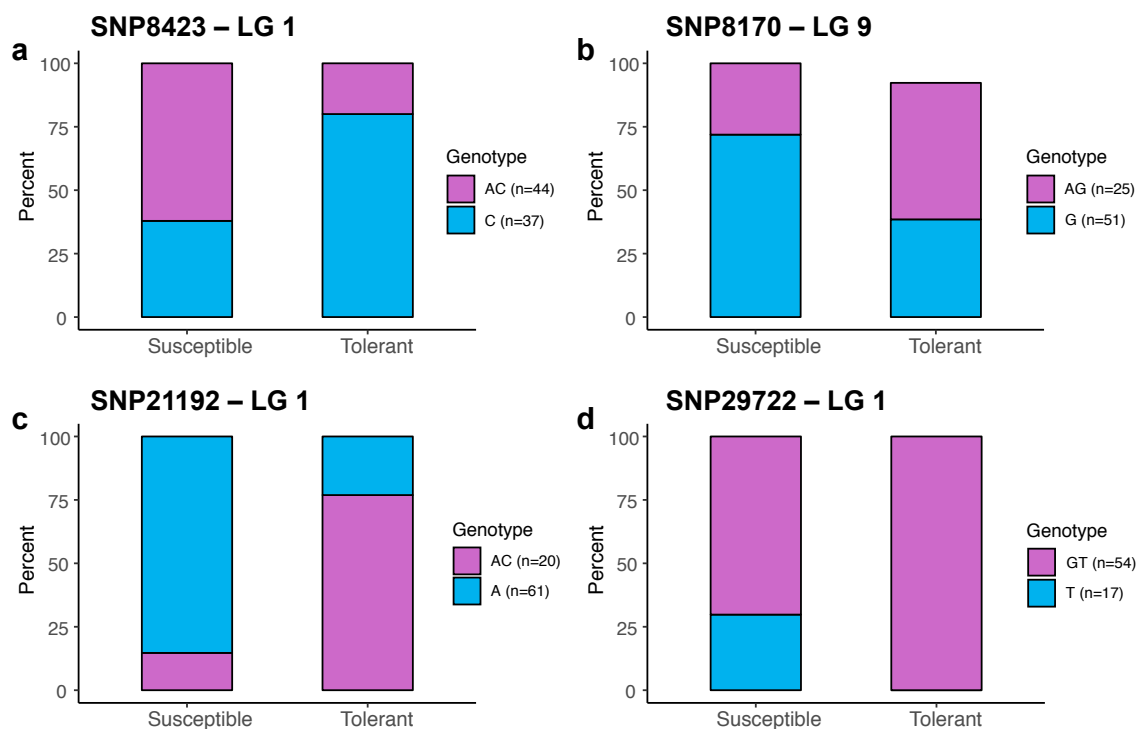 a
SNP8423 – LG 1
Percent
100
75
50
25
0
Susceptible
Tolerant
Genotype
AC (n=44)
C (n=37)
b
SNP8170 – LG 9
Percent
100
75
50
25
0
Susceptible
Tolerant
Genotype
AG (n=25)
G (n=51)
c
SNP21192 – LG 1
Percent
100
75
50
25
0
Susceptible
Tolerant
Genotype
AC (n=20)
A (n=61)
d
SNP29722 – LG 1
Percent
100
75
50
25
0
Susceptible
Tolerant
Genotype
GT (n=54)
T (n=17)